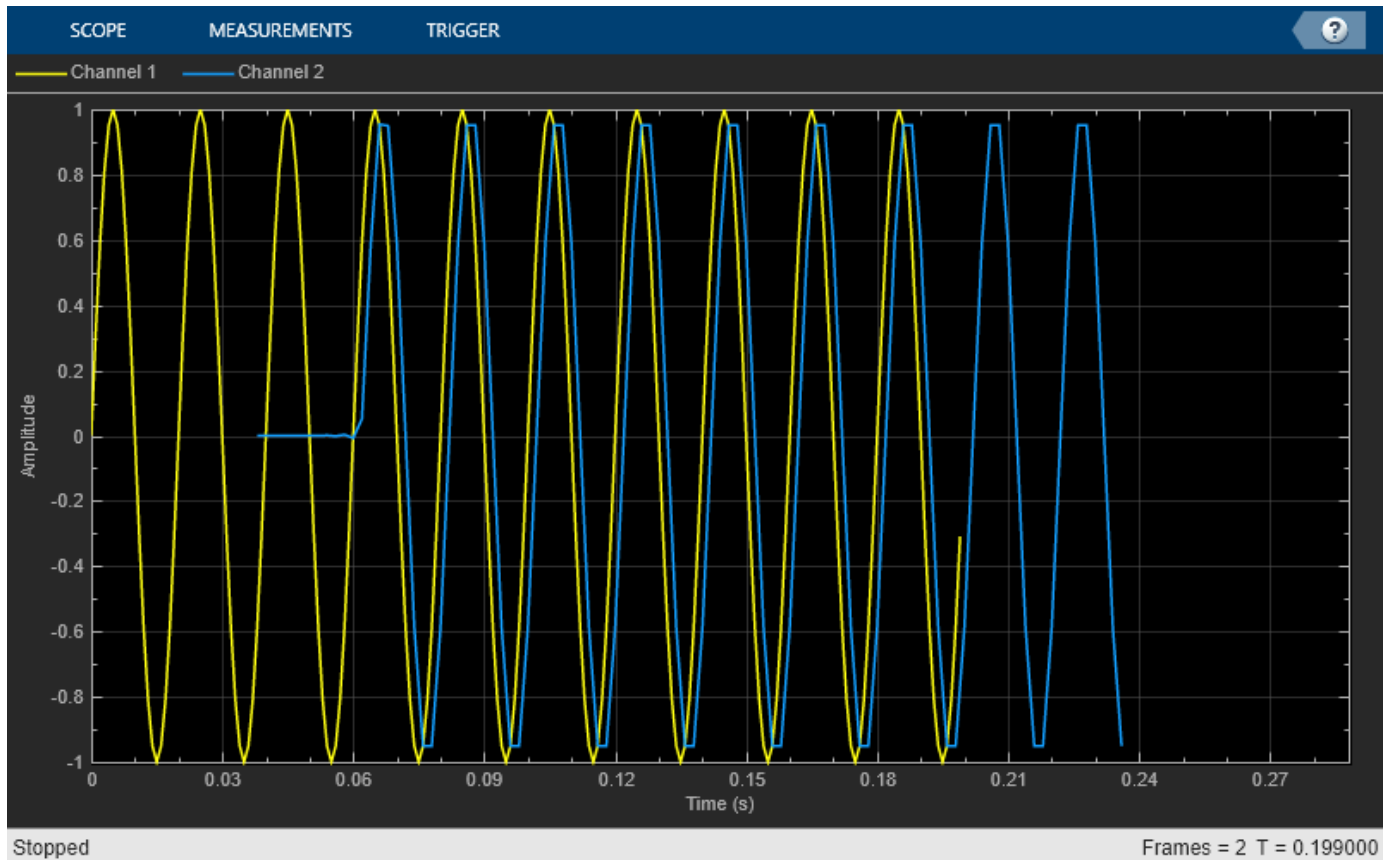 SCOPE MEASUREMENTS TRIGGER ?
Channel 1 Channel 2
1
0.8
0.6
0.4
0.2
0
-0.2
-0.4
-0.6
-0.8
-1
Amplitude
0 0.03 0.06 0.09 0.12 0.15 0.18 0.21 0.24 0.27
Time (s)
Stopped Frames = 2 T = 0.199000